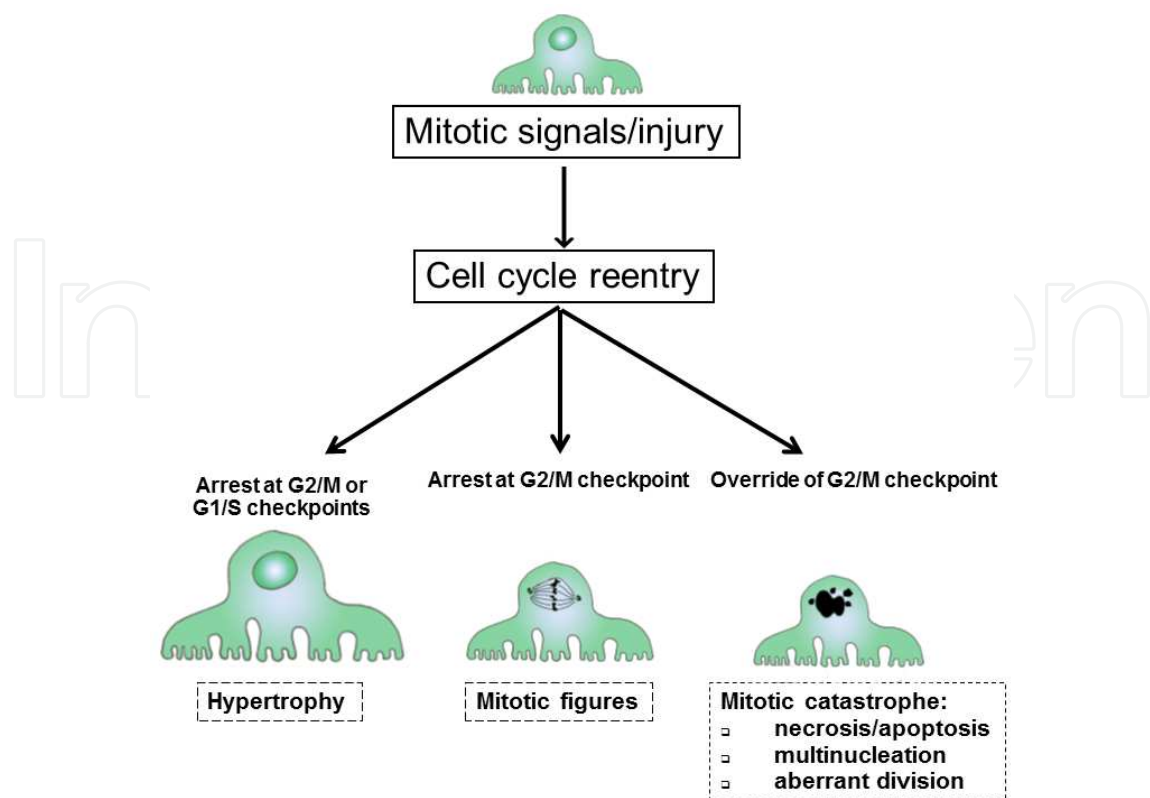 Mitotic signals/injury
Cell cycle reentry
Arrest at G2/M or
G1/S checkpoints
Arrest at G2/M checkpoint
Override of G2/M checkpoint
Hypertrophy
Mitotic figures
Mitotic catastrophe:
necrosis/apoptosis
multinucleation
aberrant division